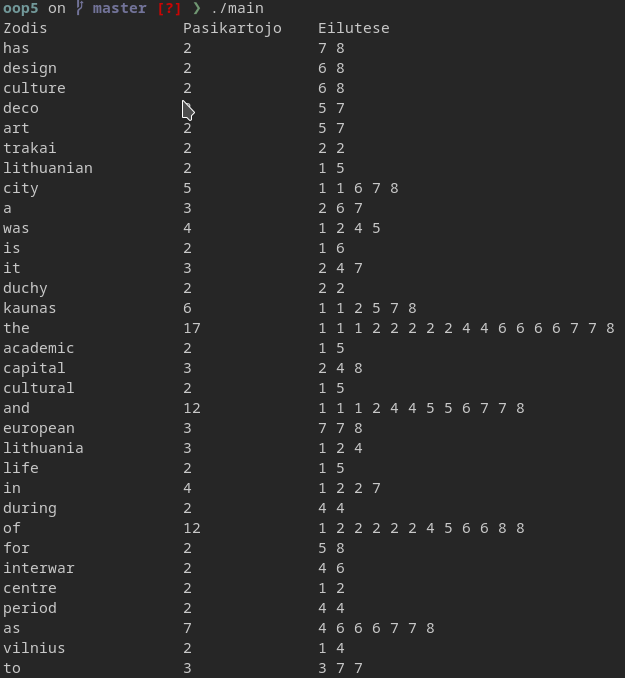 oop5 on master [?] ❯ ./main
Zodis Pasikartojo Eilutese
has 2 7 8
design 2 6 8
culture 2 6 8
deco 5 7
art 2 5 7
trakai 2 2 2
lithuanian 2 1 5
city 5 1 1 6 7 8
a 3 2 6 7
was 4 1 2 4 5
is 2 1 6
it 3 2 4 7
duchy 2 2 2
kaunas 6 1 1 2 5 7 8
the 17 1 1 1 2 2 2 2 2 4 4 6 6 6 6 7 7 8
academic 2 1 5
capital 3 2 4 8
cultural 2 1 5
and 12 1 1 1 2 4 4 5 5 6 7 7 8
european 3 7 7 8
lithuania 3 1 2 4
life 2 1 5
in 4 1 2 2 7
during 2 4 4
of 12 1 2 2 2 2 2 4 5 6 6 8 8
for 2 5 8
interwar 2 4 6
centre 2 1 2
period 2 4 4
as 7 4 6 6 6 7 7 8
vilnius 2 1 4
to 3 3 7 7